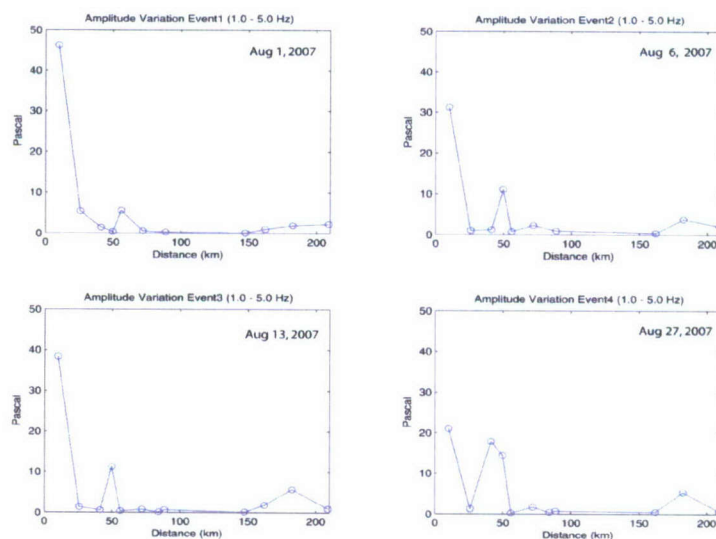 Amplitude Variation Event1 (1.0 - 5.0 Hz)
Aug 1, 2007
50
40
30
20
10
0
Pascal
0 50 100 150 200
Distance (km)
Amplitude Variation Event2 (1.0 - 5.0 Hz)
Aug 6, 2007
50
40
30
20
10
0
Pascal
0 50 100 150 200
Distance (km)
Amplitude Variation Event3 (1.0 - 5.0 Hz)
Aug 13, 2007
50
40
30
20
10
0
Pascal
0 50 100 150 200
Distance (km)
Amplitude Variation Event4 (1.0 - 5.0 Hz)
Aug 27, 2007
50
40
30
20
10
0
Pascal
0 50 100 150 200
Distance (km)